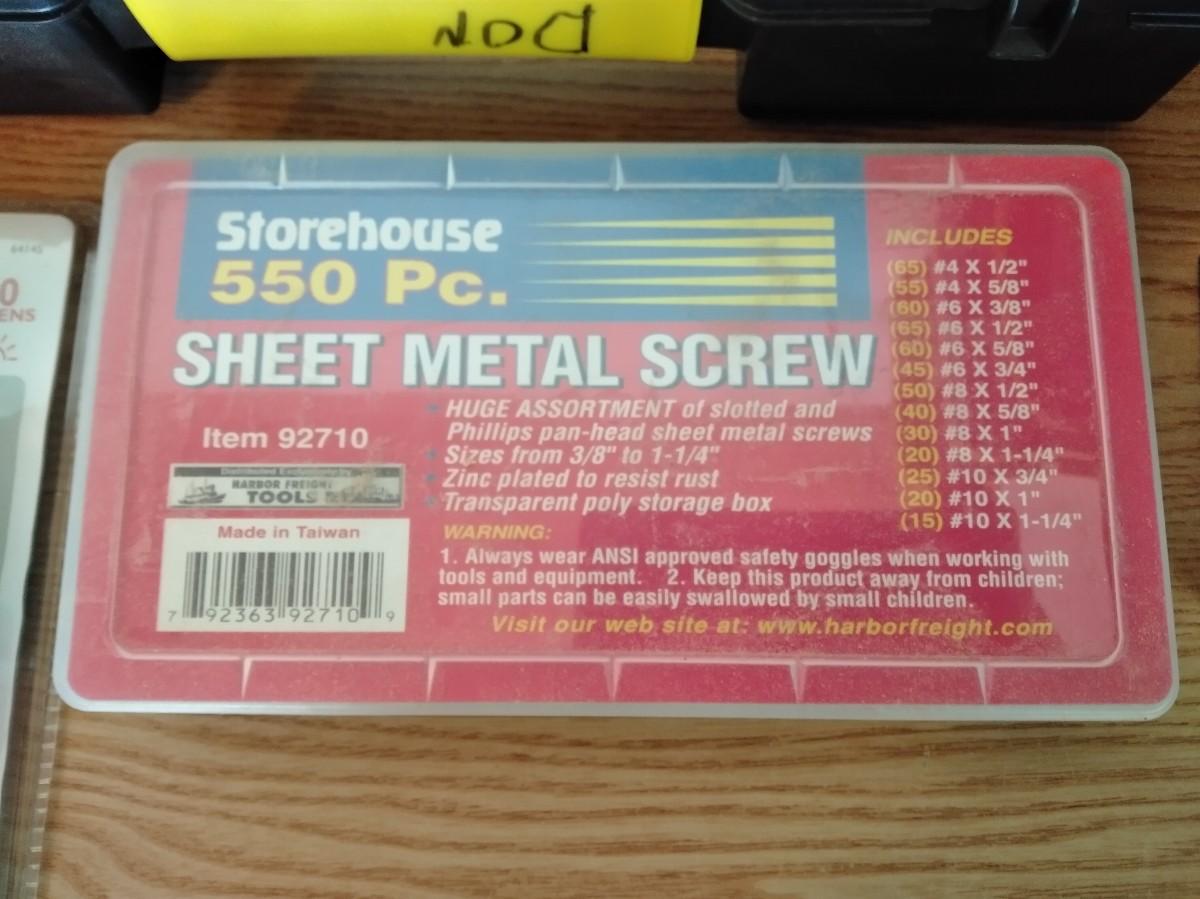 DON
64145
0
ENS
Storehouse
550 Pc.
SHEET METAL SCREW
• HUGE ASSORTMENT of slotted and
Phillips pan-head sheet metal screws
• Sizes from 3/8" to 1-1/4"
• Zinc plated to resist rust
• Transparent poly storage box
Item 92710
Distributed Exclusively by
HARBOR FREIGHT
TOOLS
Made in Taiwan
7 92363 92710 9
INCLUDES
(65) #4 X 1/2"
(55) #4 X 5/8"
(60) #6 X 3/8"
(65) #6 X 1/2"
(60) #6 X 5/8"
(45) #6 X 3/4"
(50) #8 X 1/2"
(40) #8 X 5/8"
(30) #8 X 1"
(20) #8 X 1-1/4"
(25) #10 X 3/4"
(20) #10 X 1"
(15) #10 X 1-1/4"
WARNING:
1. Always wear ANSI approved safety goggles when working with
tools and equipment. 2. Keep this product away from children;
small parts can be easily swallowed by small children.
Visit our web site at: www.harborfreight.com